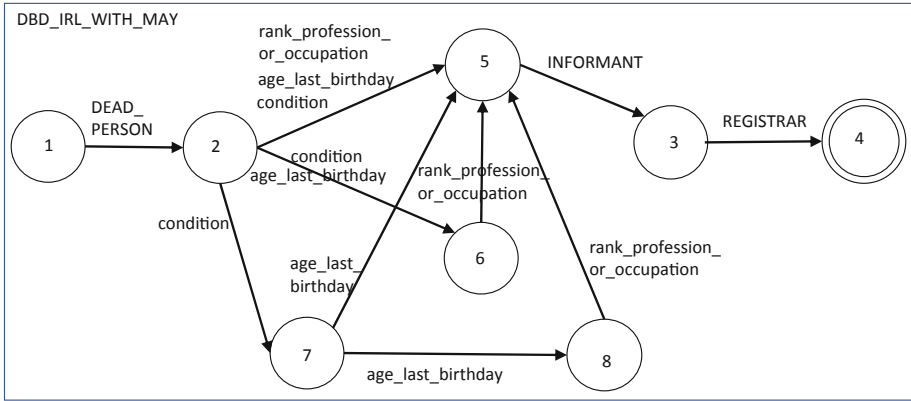 DBD_IRL_WITH_MAY
rank_profession_
or_occupation
age_last_birthday
condition
5
INFORMANT
DEAD_
PERSON
1
2
3
REGISTRAR
4
condition
age_last_birthday
rank_profession_
or_occupation
condition
6
age_last_
birthday
rank_profession_
or_occupation
7
8
age_last_birthday